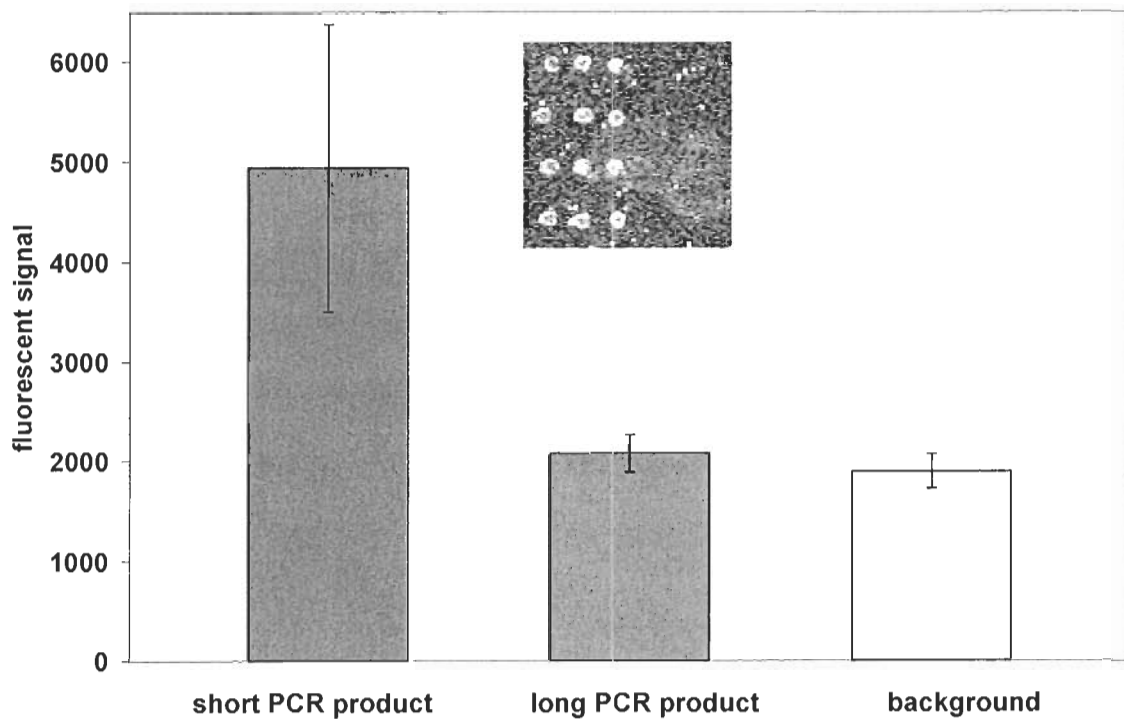 6000
5000
4000
3000
2000
1000
0
fluorescent signal
short PCR product
long PCR product
background